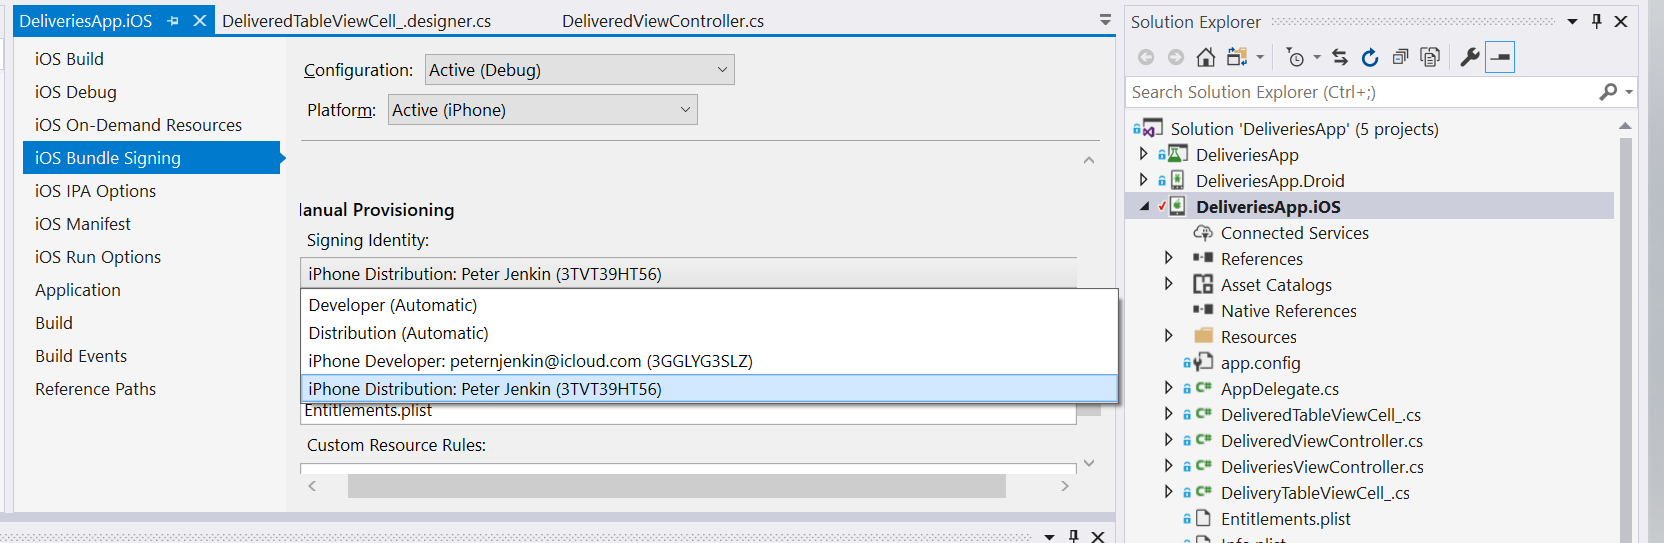 DeliveriesApp.iOS
DeliveredTableViewCell_.designer.cs
DeliveredViewController.cs
iOS Build
iOS Debug
iOS On-Demand Resources
iOS Bundle Signing
iOS IPA Options
iOS Manifest
iOS Run Options
Application
Build
Build Events
Reference Paths
Configuration:
Active (Debug)
Platform:
Active (iPhone)
anual Provisioning
Signing Identity:
iPhone Distribution: Peter Jenkin (3TVT39HT56)
Developer (Automatic)
Distribution (Automatic)
iPhone Developer: peternjenkin@icloud.com (3GGLYG3SLZ)
iPhone Distribution: Peter Jenkin (3TVT39HT56)
Entitlements.plist
Custom Resource Rules:
Solution Explorer
Search Solution Explorer (Ctrl+;)
Solution 'DeliveriesApp' (5 projects)
DeliveriesApp
DeliveriesApp.Droid
DeliveriesApp.iOS
Connected Services
References
Asset Catalogs
Native References
Resources
app.config
C# AppDelegate.cs
C# DeliveredTableViewCell_.cs
C# DeliveredViewController.cs
C# DeliveriesViewController.cs
C# DeliveryTableViewCell_.cs
Entitlements.plist
Info.plist